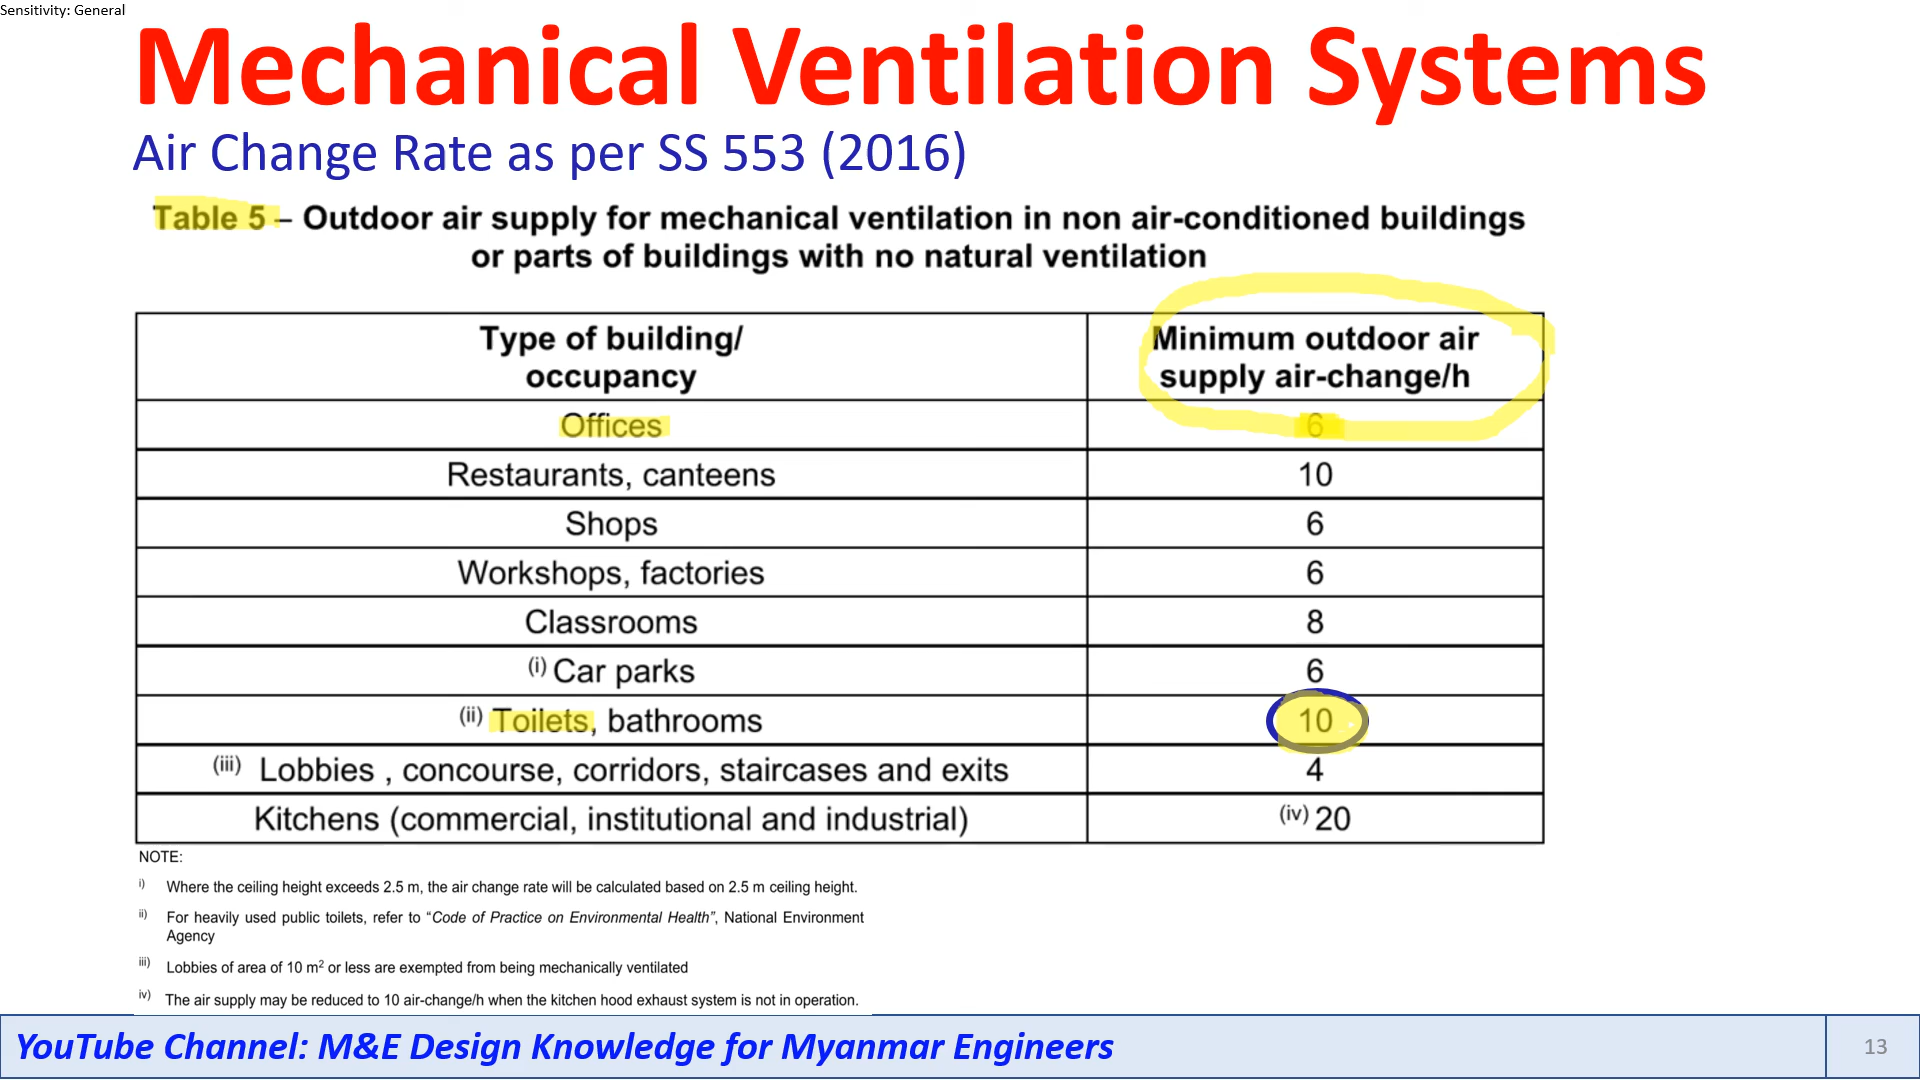 Sensitivity: General
Mechanical Ventilation Systems
Air Change Rate as per SS 553 (2016)
Table 5 – Outdoor air supply for mechanical ventilation in non air-conditioned buildings
or parts of buildings with no natural ventilation
Type of building/
occupancy
Minimum outdoor air
supply air-change/h
Offices 6
Restaurants, canteens 10
Shops 6
Workshops, factories 6
Classrooms 8
(i) Car parks 6
(ii) Toilets, bathrooms 10
(iii) Lobbies , concourse, corridors, staircases and exits 4
Kitchens (commercial, institutional and industrial) (iv) 20
NOTE:
i) Where the ceiling height exceeds 2.5 m, the air change rate will be calculated based on 2.5 m ceiling height.
ii) For heavily used public toilets, refer to “Code of Practice on Environmental Health”, National Environment
Agency
iii) Lobbies of area of 10 m² or less are exempted from being mechanically ventilated
iv) The air supply may be reduced to 10 air-change/h when the kitchen hood exhaust system is not in operation.
YouTube Channel: M&E Design Knowledge for Myanmar Engineers
13